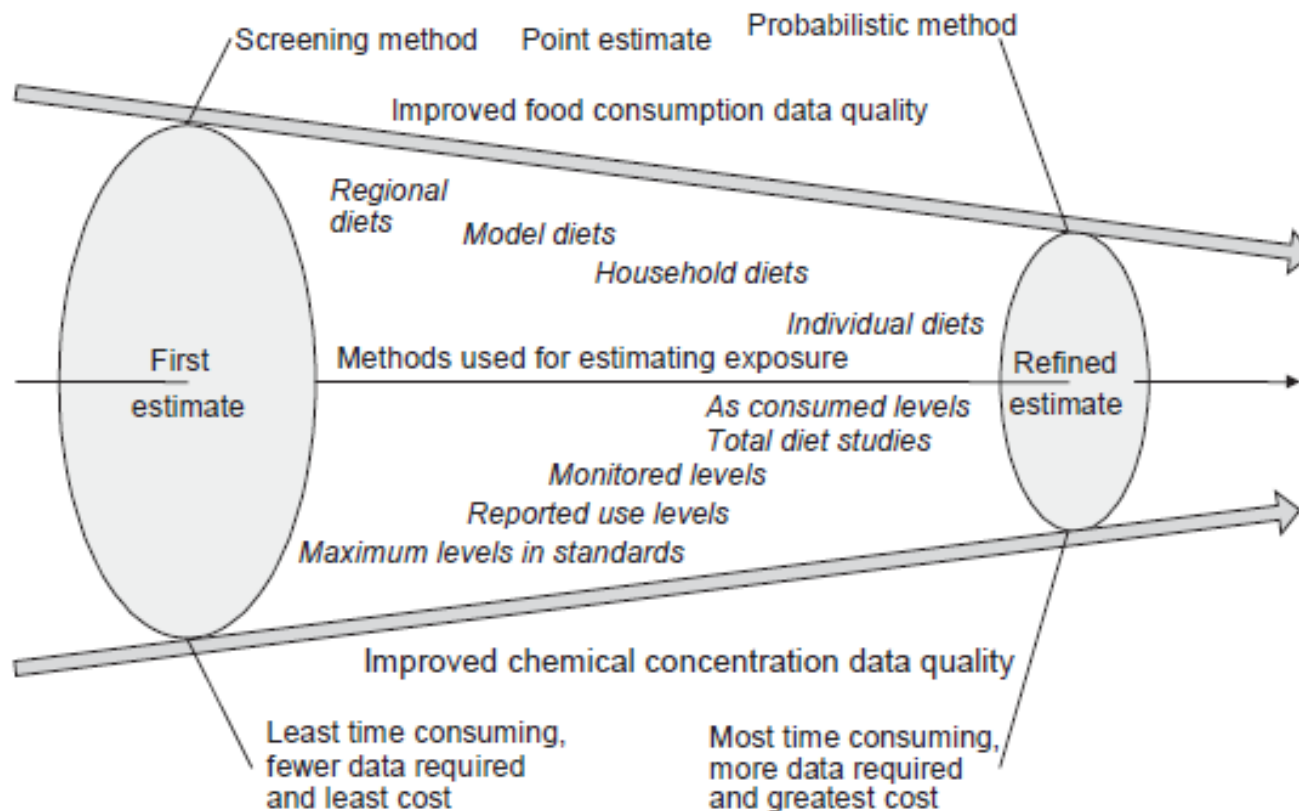 Screening method
Point estimate
Probabilistic method
Improved food consumption data quality
Regional
diets
Model diets
Household diets
Individual diets
First
estimate
Methods used for estimating exposure
Refined
estimate
As consumed levels
Total diet studies
Monitored levels
Reported use levels
Maximum levels in standards
Improved chemical concentration data quality
Least time consuming,
fewer data required
and least cost
Most time consuming,
more data required
and greatest cost